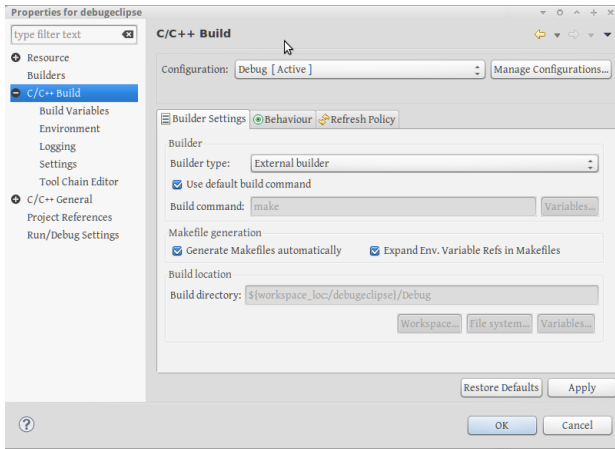 Properties for debugeclipse
type filter text
C/C++ Build
Resource
Builders
C/C++ Build
Build Variables
Environment
Logging
Settings
Tool Chain Editor
C/C++ General
Project References
Run/Debug Settings
Configuration: Debug [ Active ] Manage Configurations...
Builder Settings Behaviour Refresh Policy
Builder
Builder type: External builder
Use default build command
Build command: make Variables...
Makefile generation
Generate Makefiles automatically Expand Env. Variable Refs in Makefiles
Build location
Build directory: ${workspace_loc:/debugeclipse}/Debug
Workspace... File system... Variables...
Restore Defaults Apply
? OK Cancel